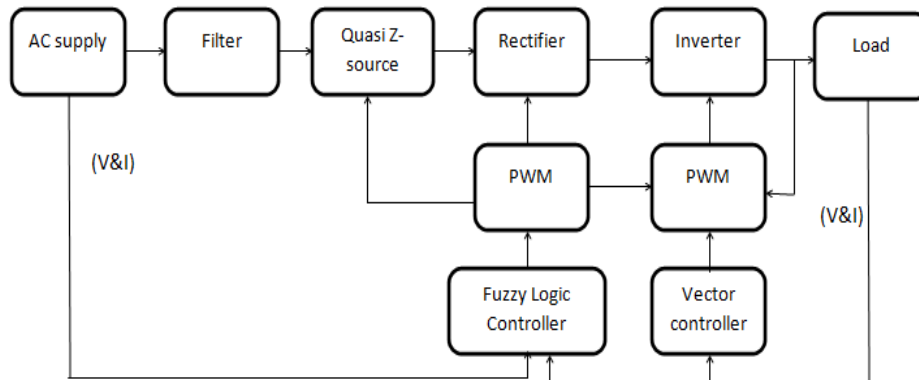 AC supply
Filter
Quasi Z-
source
Rectifier
Inverter
Load
(V&I)
PWM
PWM
(V&I)
Fuzzy Logic
Controller
Vector
controller